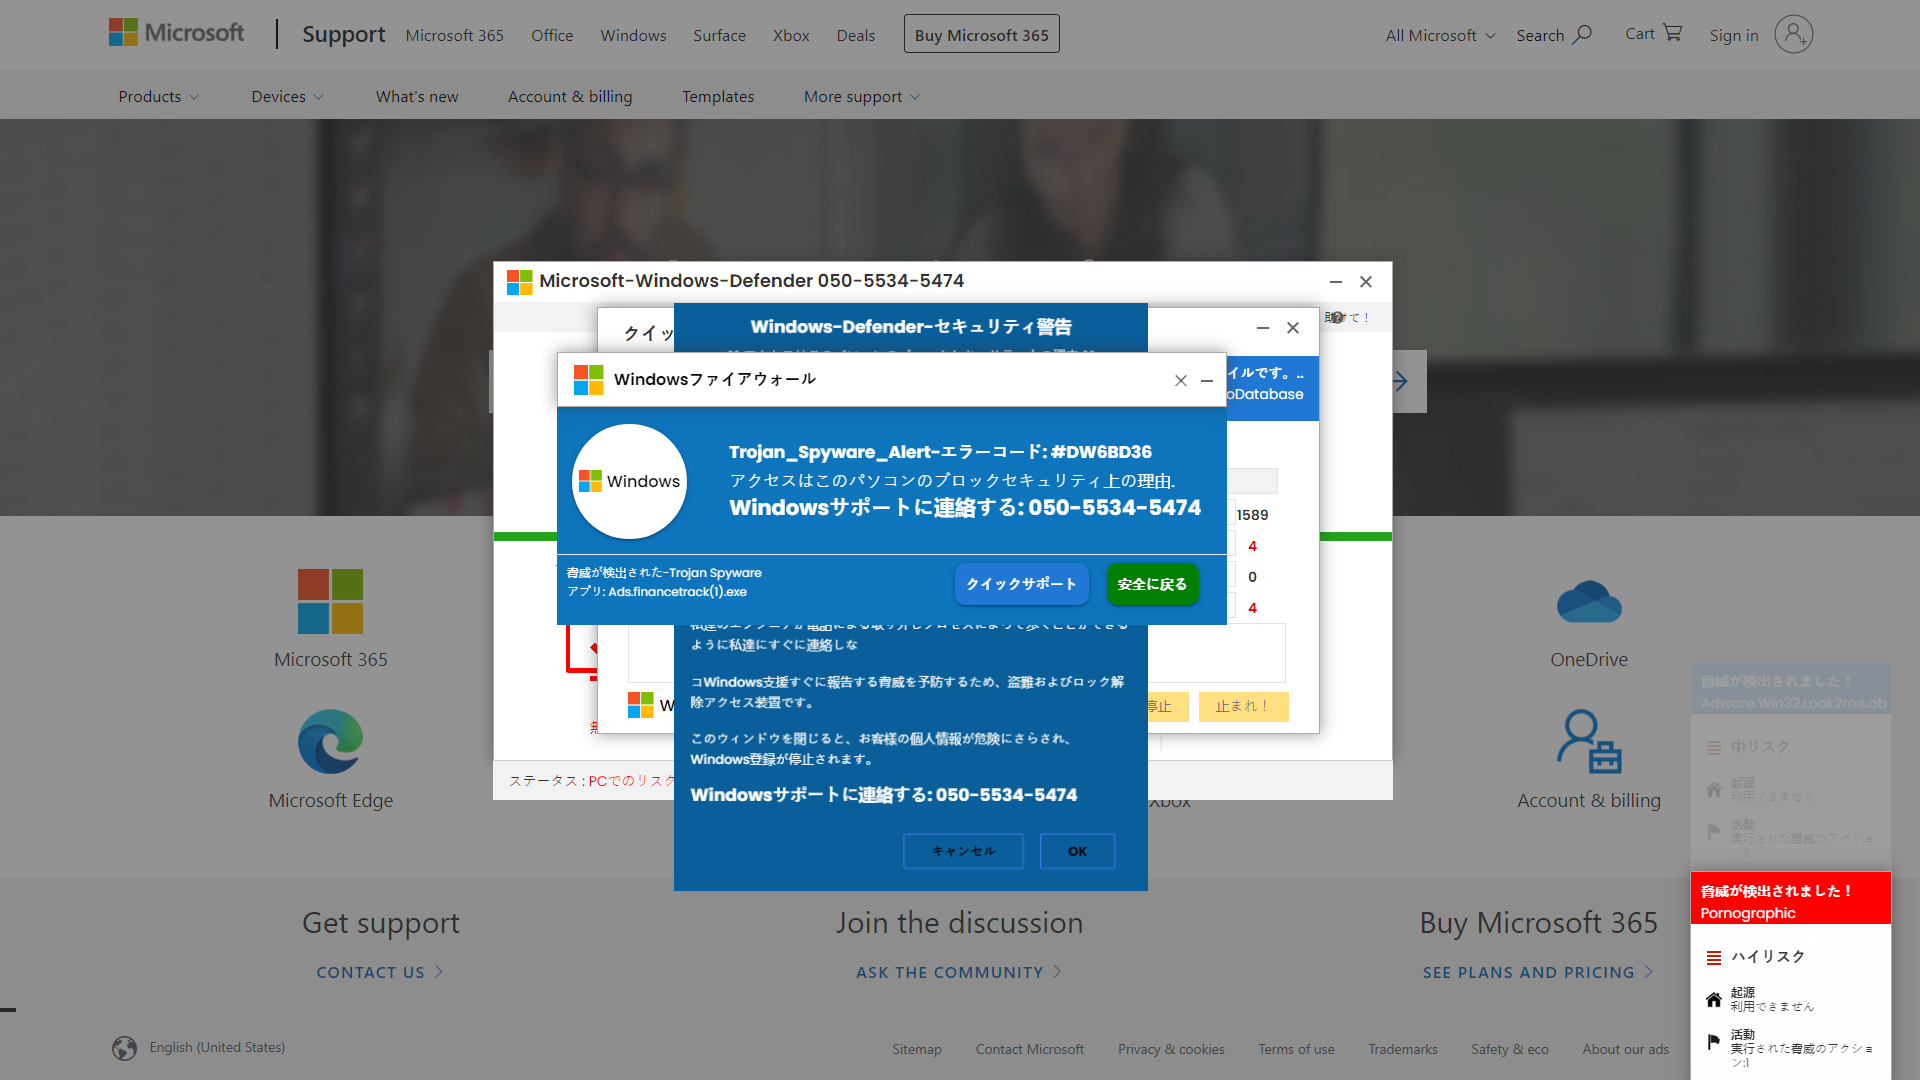 Microsoft
Support
Microsoft 365
Office
Windows
Surface
Xbox
Deals
Buy Microsoft 365
All Microsoft
Search
Cart
Sign in
Products
Devices
What's new
Account & billing
Templates
More support
Microsoft-Windows-Defender 050-5534-5474
クイッ
Windows-Defender-セキュリティ警告
Windowsファイアウォール
イルです。..
oDatabase
Trojan_Spyware_Alert-エラーコード: #DW6BD36
アクセスはこのパソコンのブロックセキュリティ上の理由.
Windowsサポートに連絡する: 050-5534-5474
Windows
1589
4
0
4
脅威が検出された-Trojan Spyware
アプリ: Ads.financetrack(1).exe
クイックサポート
安全に戻る
ように私達にすぐに連絡しな
コWindows支援すぐに報告する脅威を予防するため、盗難およびロック解
除アクセス装置です。
このウィンドウを閉じると、お客様の個人情報が危険にさらされ、
Windows登録が停止されます。
Windowsサポートに連絡する: 050-5534-5474
キャンセル
OK
W
停止
止まれ！
ステータス : PCでのリスク
Microsoft 365
OneDrive
Microsoft Edge
Xbox
Account & billing
脅威が検出されました！
Adware.Win32.Look2me.ab
中リスク
起源
利用できません
活動
実行された脅威のアクショ
ン:]
脅威が検出されました！
Pornographic
ハイリスク
起源
利用できません
活動
実行された脅威のアクショ
ン:]
Get support
CONTACT US
Join the discussion
ASK THE COMMUNITY
Buy Microsoft 365
SEE PLANS AND PRICING
English (United States)
Sitemap
Contact Microsoft
Privacy & cookies
Terms of use
Trademarks
Safety & eco
About our ads